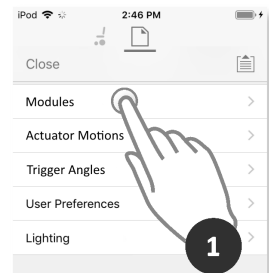 iPod 2:46 PM
Close
Modules
Actuator Motions
Trigger Angles
User Preferences
Lighting
1